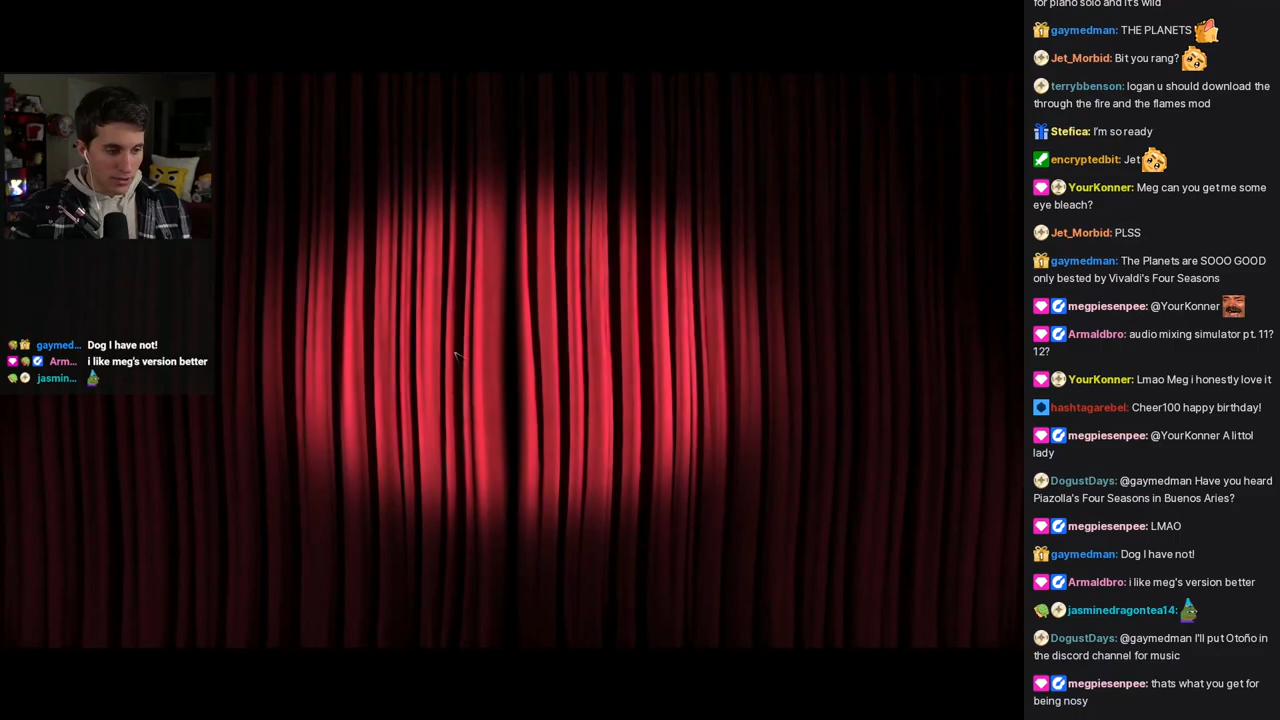 gaymed... Dog I have not!
Arm... i like meg's version better
jasmin...
for piano solo and it's wild
gaymedman: THE PLANETS
Jet_Morbid: Bit you rang?
terrybbenson: logan u should download the
through the fire and the flames mod
Stefica: I'm so ready
encryptedbit: Jet
YourKonner: Meg can you get me some
eye bleach?
Jet_Morbid: PLSS
gaymedman: The Planets are SOOO GOOD
only bested by Vivaldi's Four Seasons
megpiesenpee: @YourKonner
Armaldbro: audio mixing simulator pt. 11?
12?
YourKonner: Lmao Meg i honestly love it
hashtagarebel: Cheer100 happy birthday!
megpiesenpee: @YourKonner A littol
lady
DogustDays: @gaymedman Have you heard
Piazolla's Four Seasons in Buenos Aries?
megpiesenpee: LMAO
gaymedman: Dog I have not!
Armaldbro: i like meg's version better
jasminedragontea14:
DogustDays: @gaymedman I'll put Otoño in
the discord channel for music
megpiesenpee: thats what you get for
being nosy